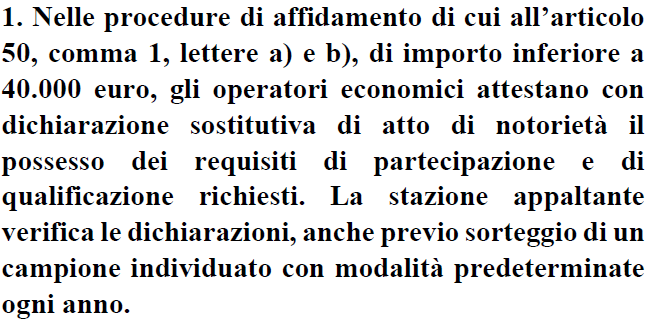 1. Nelle procedure di affidamento di cui all’articolo
50, comma 1, lettere a) e b), di importo inferiore a
40.000 euro, gli operatori economici attestano con
dichiarazione sostitutiva di atto di notorietà il
possesso dei requisiti di partecipazione e di
qualificazione richiesti. La stazione appaltante
verifica le dichiarazioni, anche previo sorteggio di un
campione individuato con modalità predeterminate
ogni anno.